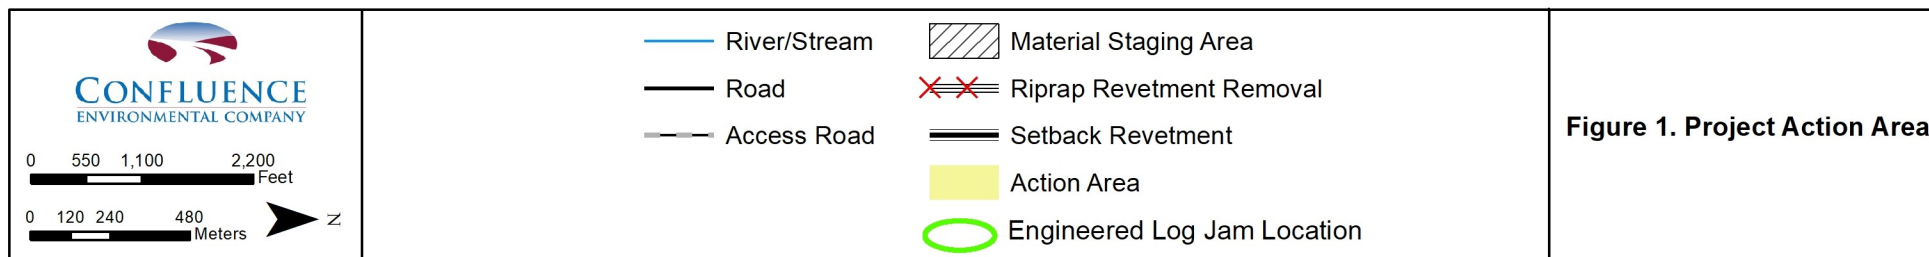 CONFLUENCE
ENVIRONMENTAL COMPANY
0 550 1,100 2,200
Feet
0 120 240 480
Meters
N
River/Stream
Road
Access Road
Material Staging Area
Riprap Revetment Removal
Setback Revetment
Action Area
Engineered Log Jam Location
Figure 1. Project Action Area